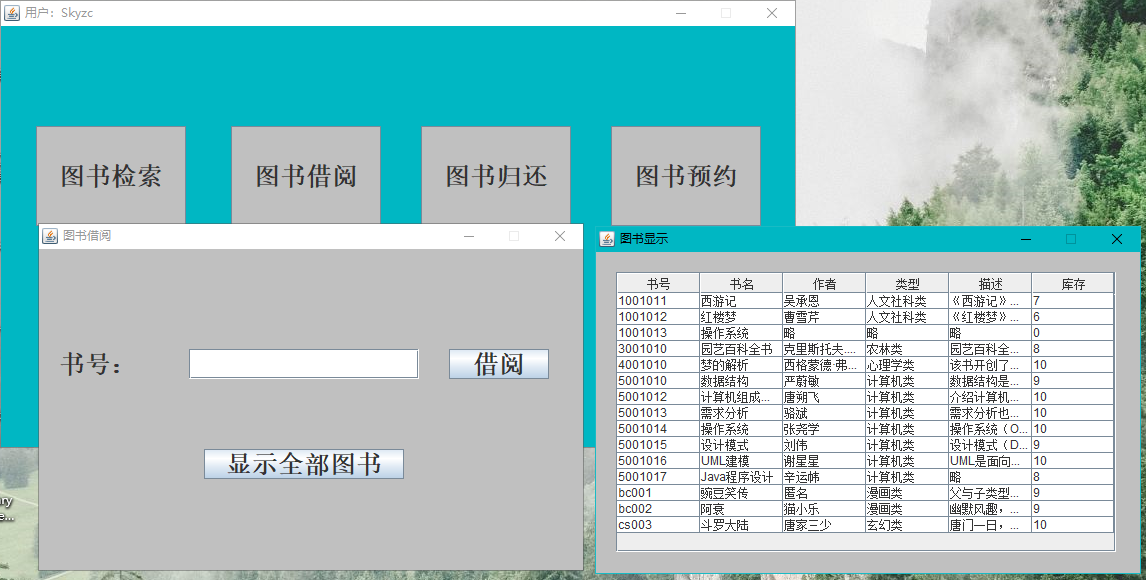 用户：Skyzc
图书检索 图书借阅 图书归还 图书预约
图书借阅
书号：
借阅
显示全部图书
图书显示
书号 书名 作者 类型 描述 库存
1001011 西游记 吴承恩 人文社科类 《西游记》... 7
1001012 红楼梦 曹雪芹 人文社科类 《红楼梦》... 6
1001013 操作系统 略 略 略 0
3001010 园艺百科全书 克里斯托夫.... 农林类 园艺百科全... 8
4001010 梦的解析 西格蒙德·弗... 心理学类 该书开创了... 10
5001010 数据结构 严蔚敏 计算机类 数据结构是... 9
5001012 计算机组成... 唐朔飞 计算机类 介绍计算机... 10
5001013 需求分析 骆斌 计算机类 需求分析也... 10
5001014 操作系统 张尧学 计算机类 操作系统（O... 10
5001015 设计模式 刘伟 计算机类 设计模式（D... 9
5001016 UML建模 谢星星 计算机类 UML是面向... 10
5001017 Java程序设计 辛运帏 计算机类 略 8
bc001 豌豆笑传 匿名 漫画类 父与子类型... 9
bc002 阿衰 猫小乐 漫画类 幽默风趣，... 9
cs003 斗罗大陆 唐家三少 玄幻类 唐门一日，... 10
ry
e...